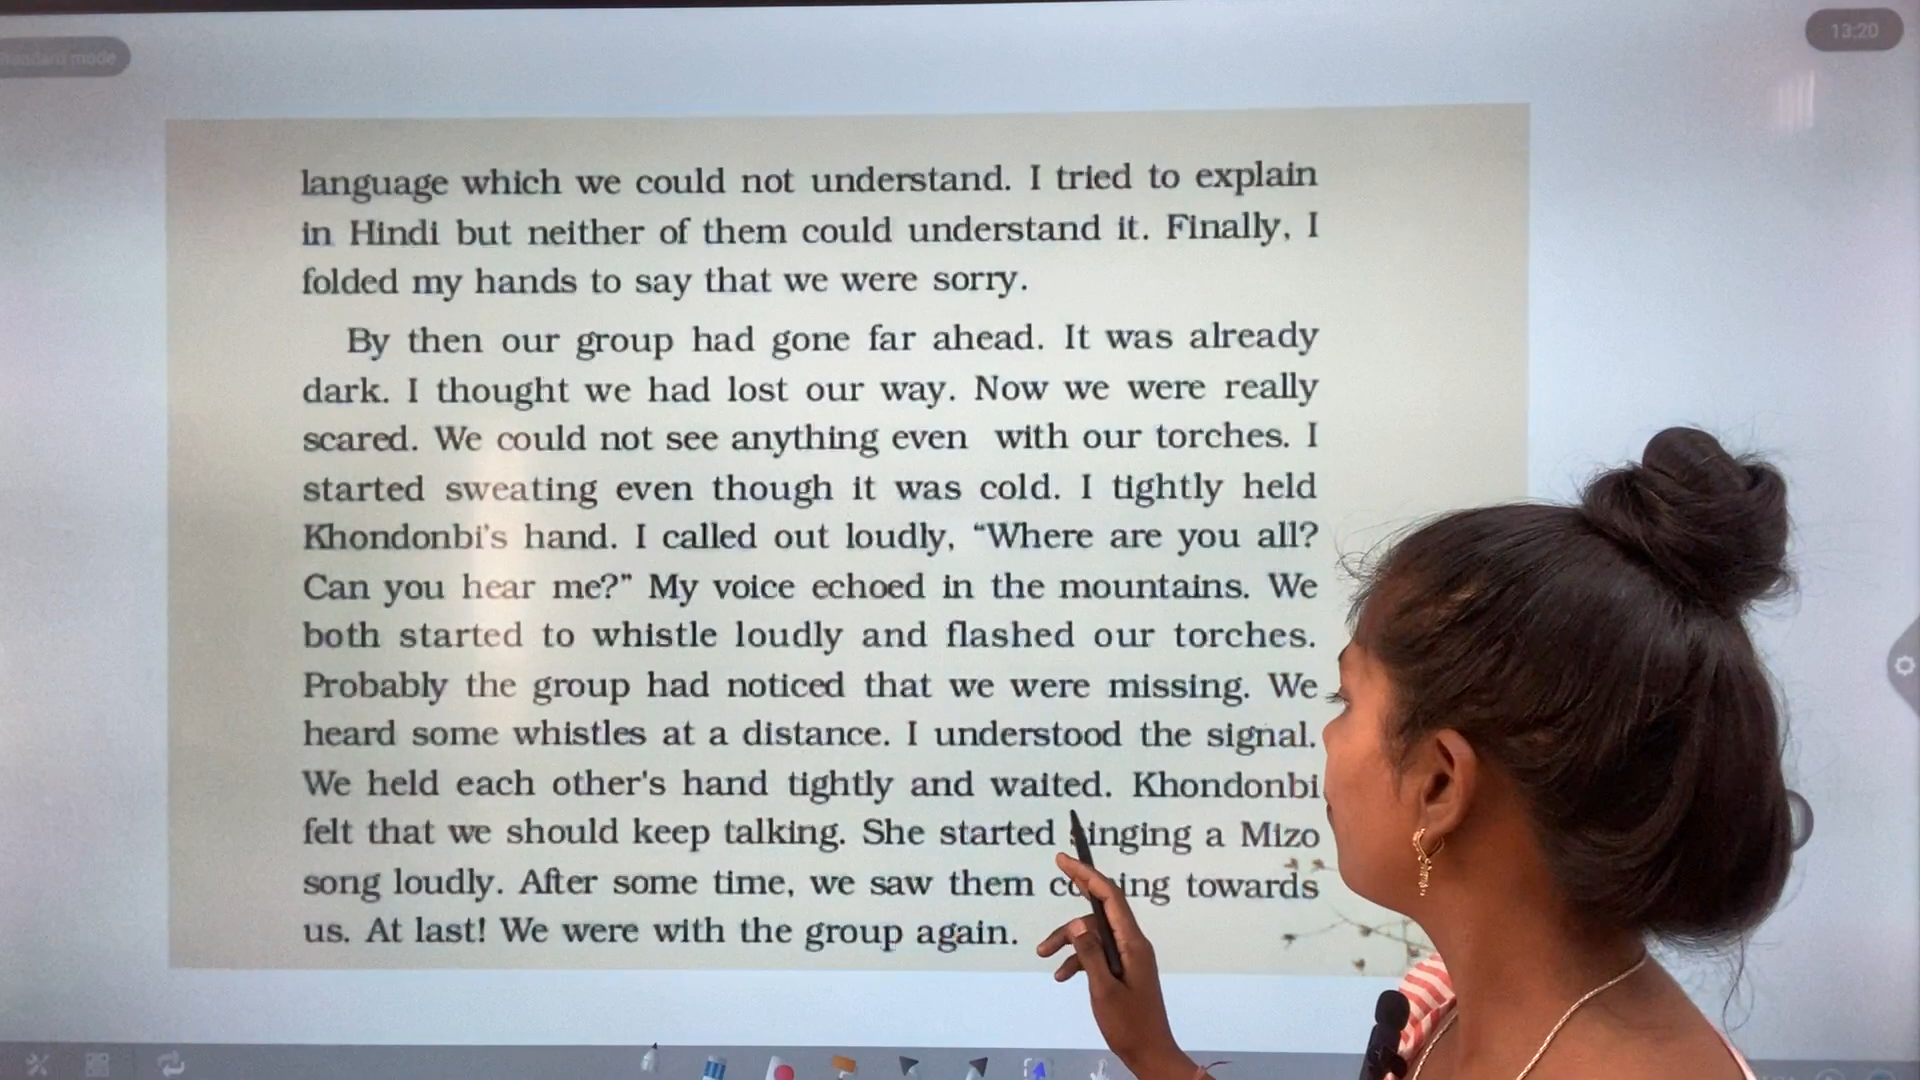 standard mode
13:20
language which we could not understand. I tried to explain
in Hindi but neither of them could understand it. Finally, I
folded my hands to say that we were sorry.
By then our group had gone far ahead. It was already
dark. I thought we had lost our way. Now we were really
scared. We could not see anything even with our torches. I
started sweating even though it was cold. I tightly held
Khondonbi's hand. I called out loudly, “Where are you all?
Can you hear me?” My voice echoed in the mountains. We
both started to whistle loudly and flashed our torches.
Probably the group had noticed that we were missing. We
heard some whistles at a distance. I understood the signal.
We held each other's hand tightly and waited. Khondonbi
felt that we should keep talking. She started singing a Mizo
song loudly. After some time, we saw them coming towards
us. At last! We were with the group again.